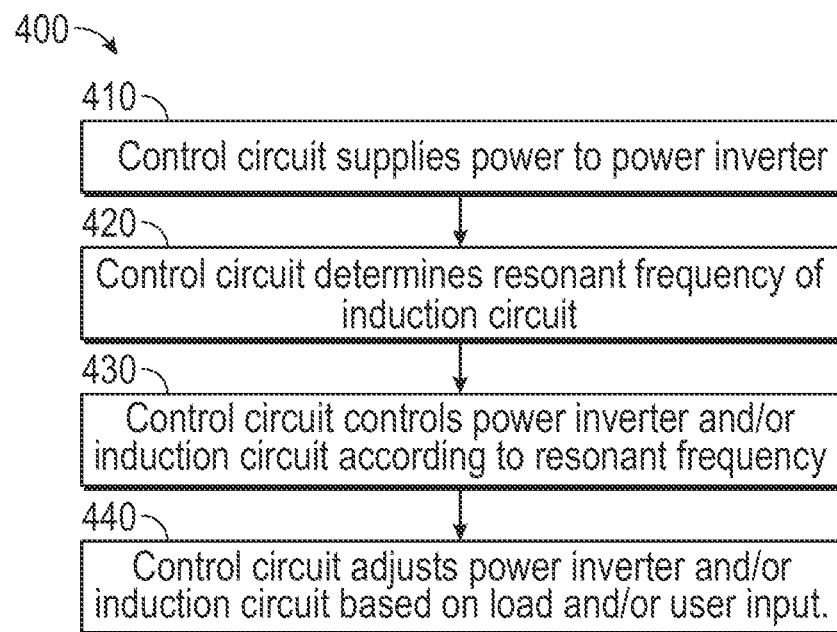 400
410
Control circuit supplies power to power inverter
420
Control circuit determines resonant frequency of
induction circuit
430
Control circuit controls power inverter and/or
induction circuit according to resonant frequency
440
Control circuit adjusts power inverter and/or
induction circuit based on load and/or user input.